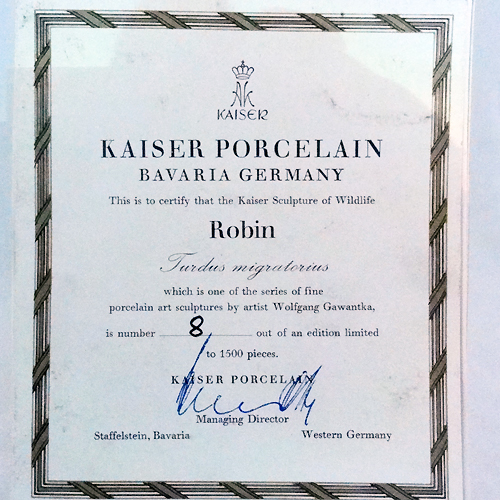 KAISER
KAISER PORCELAIN
BAVARIA GERMANY
This is to certify that the Kaiser Sculpture of Wildlife
Robin
Turdus migratorius
which is one of the series of fine
porcelain art sculptures by artist Wolfgang Gawantka,
is number 8 out of an edition limited
to 1500 pieces.
KAISER PORCELAIN
Managing Director
Staffelstein, Bavaria Western Germany